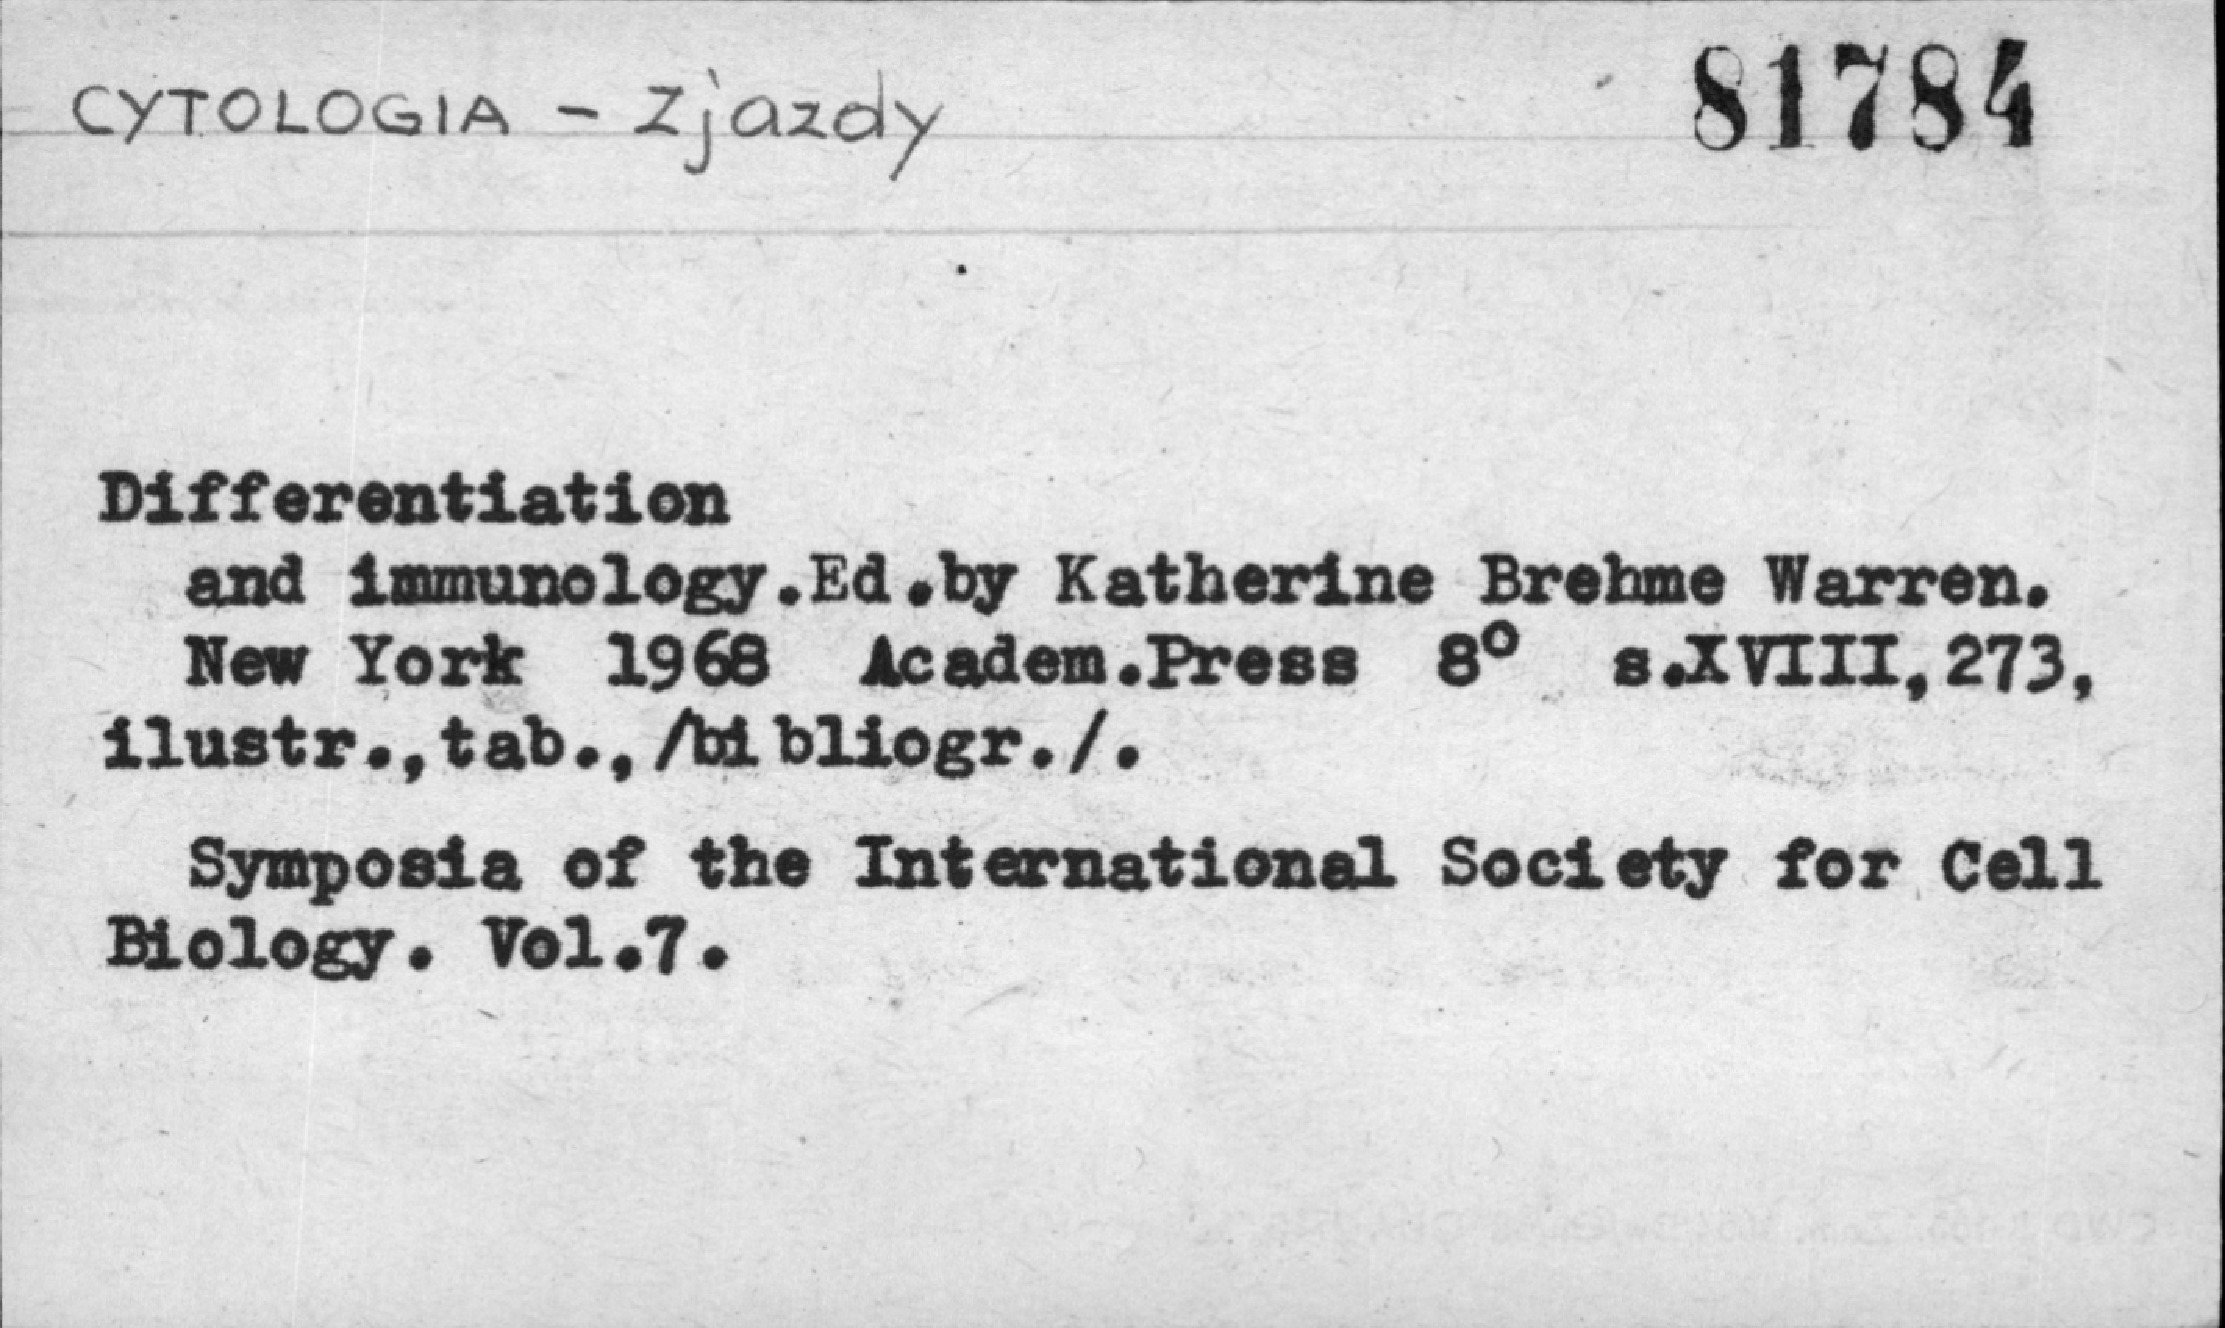 CYTOLOGIA - Zjazdy
81784
Differentiation
and immunology.Ed.by Katherine Brehme Warren.
New York 1968 Academ.Press 8° s.XVIII,273,
ilustr.,tab.,/bibliogr./.
Symposia of the International Society for Cell
Biology. Vol.7.